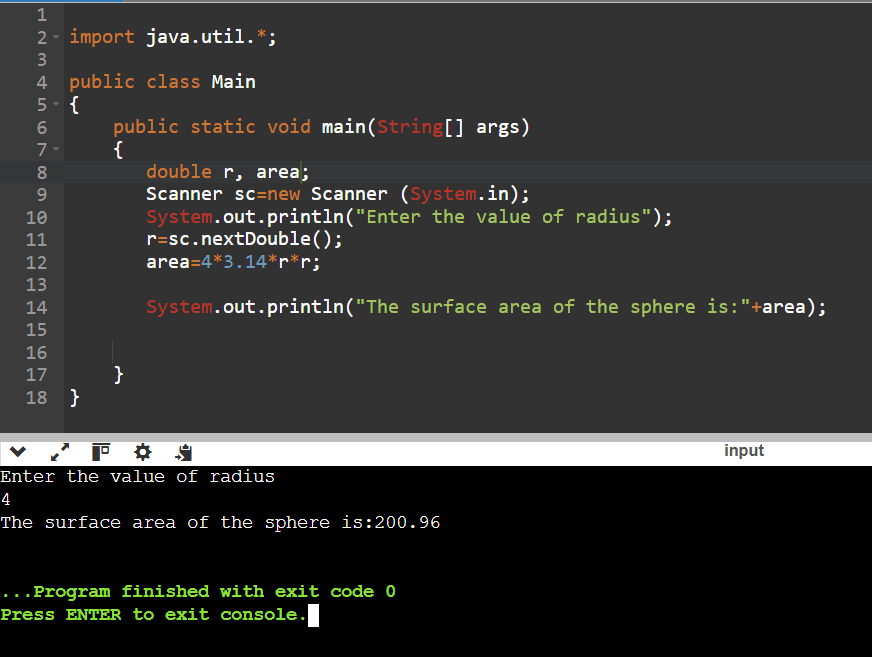 1
2 import java.util.*;
3
4 public class Main
5 {
6 public static void main(String[] args)
7 {
8 double r, area;
9 Scanner sc=new Scanner (System.in);
10 System.out.println("Enter the value of radius");
11 r=sc.nextDouble();
12 area=4*3.14*r*r;
13
14 System.out.println("The surface area of the sphere is:"+area);
15
16
17 }
18 }
input
Enter the value of radius
4
The surface area of the sphere is:200.96
...Program finished with exit code 0
Press ENTER to exit console.